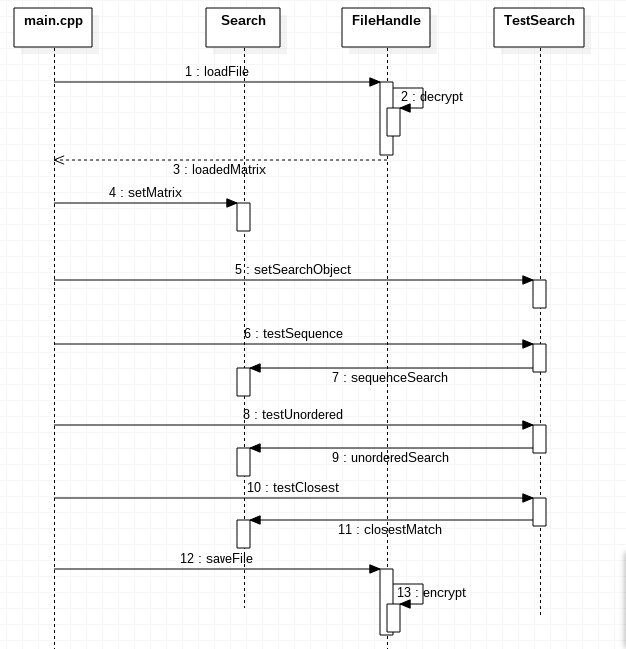 main.cpp Search FileHandle TestSearch
1 : loadFile
2 : decrypt
3 : loadedMatrix
4 : setMatrix
5 : setSearchObject
6 : testSequence
7 : sequenceSearch
8 : testUnordered
9 : unorderedSearch
10 : testClosest
11 : closestMatch
12 : saveFile
13 : encrypt